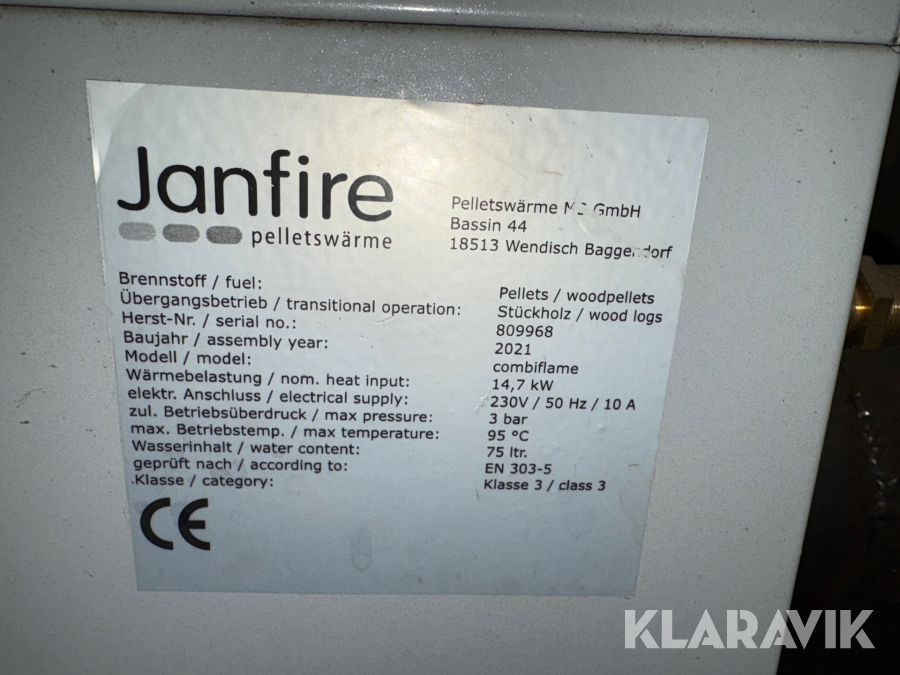 Janfire
pelletswärme
Pelletswärme GmbH
Bassin 44
18513 Wendisch
Brennstoff / fuel: Pellets / woodpellets
Übergangsbetrieb / transitional operation: Stückholz / wood logs
Herst-Nr. / serial no.: 809968
Baujahr / assembly year: 2021
Modell / model: combiflame
Wärmebelastung / nom. heat input: 14,7 kW
elektr. Anschluss / electrical supply: 230V / 50 Hz / 10 A
zul. Betriebsüberdruck / max pressure: 3 bar
max. Betriebstemp. / max temperature: 95 °C
Wasserinhalt / water content: 75 ltr.
geprüft nach / according to: EN 303-5
Klasse / category: Klasse 3 / class 3
CE
KLARAVIK